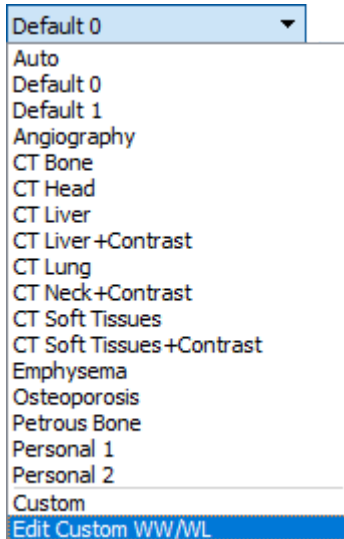 Default 0
Auto
Default 0
Default 1
Angiography
CT Bone
CT Head
CT Liver
CT Liver+Contrast
CT Lung
CT Neck+Contrast
CT Soft Tissues
CT Soft Tissues+Contrast
Emphysema
Osteoporosis
Petrous Bone
Personal 1
Personal 2
Custom
Edit Custom WW/WL